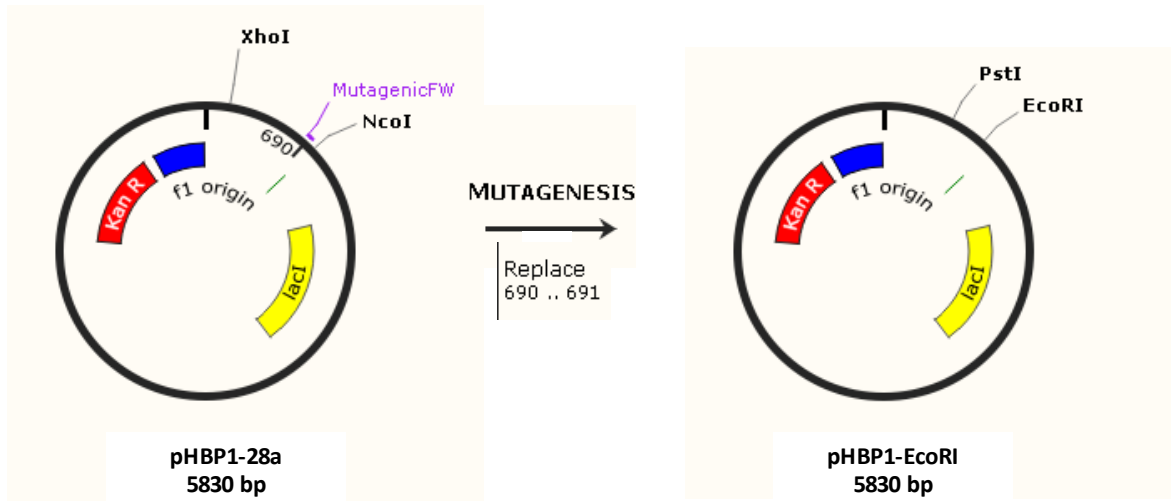 XhoI
MutagenicFW
NcoI
690
Kan R
f1 origin
lacI
pHBP1-28a
5830 bp
MUTAGENESIS
Replace
690 .. 691
PstI
EcoRI
Kan R
f1 origin
lacI
pHBP1-EcoRI
5830 bp